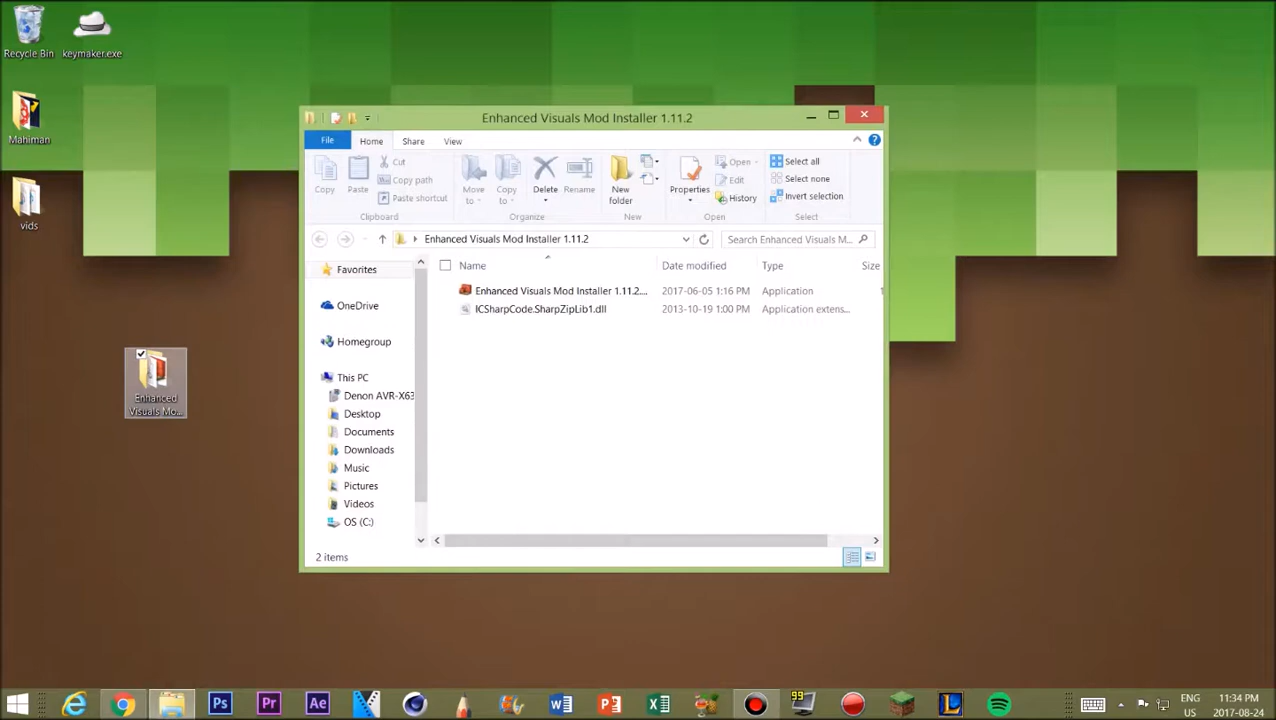 Recycle Bin
keymaker.exe
Mahiman
vids
Enhanced
Visuals Mo...
Enhanced Visuals Mod Installer 1.11.2
File
Home
Share
View
Copy
Paste
Cut
Copy path
Paste shortcut
Clipboard
Move
to
Copy
to
Delete
Rename
Organize
New
folder
New
Properties
Open
Edit
History
Open
Select all
Select none
Invert selection
Select
Enhanced Visuals Mod Installer 1.11.2
Search Enhanced Visuals M...
Favorites
OneDrive
Homegroup
This PC
Denon AVR-X63
Desktop
Documents
Downloads
Music
Pictures
Videos
OS (C:)
Name
Date modified
Type
Size
Enhanced Visuals Mod Installer 1.11.2....
2017-06-05 1:16 PM
Application
1
ICSharpCode.SharpZipLib1.dll
2013-10-19 1:00 PM
Application extens...
2 items
Ps
Pr
Ae
99
ENG
US
11:34 PM
2017-08-24